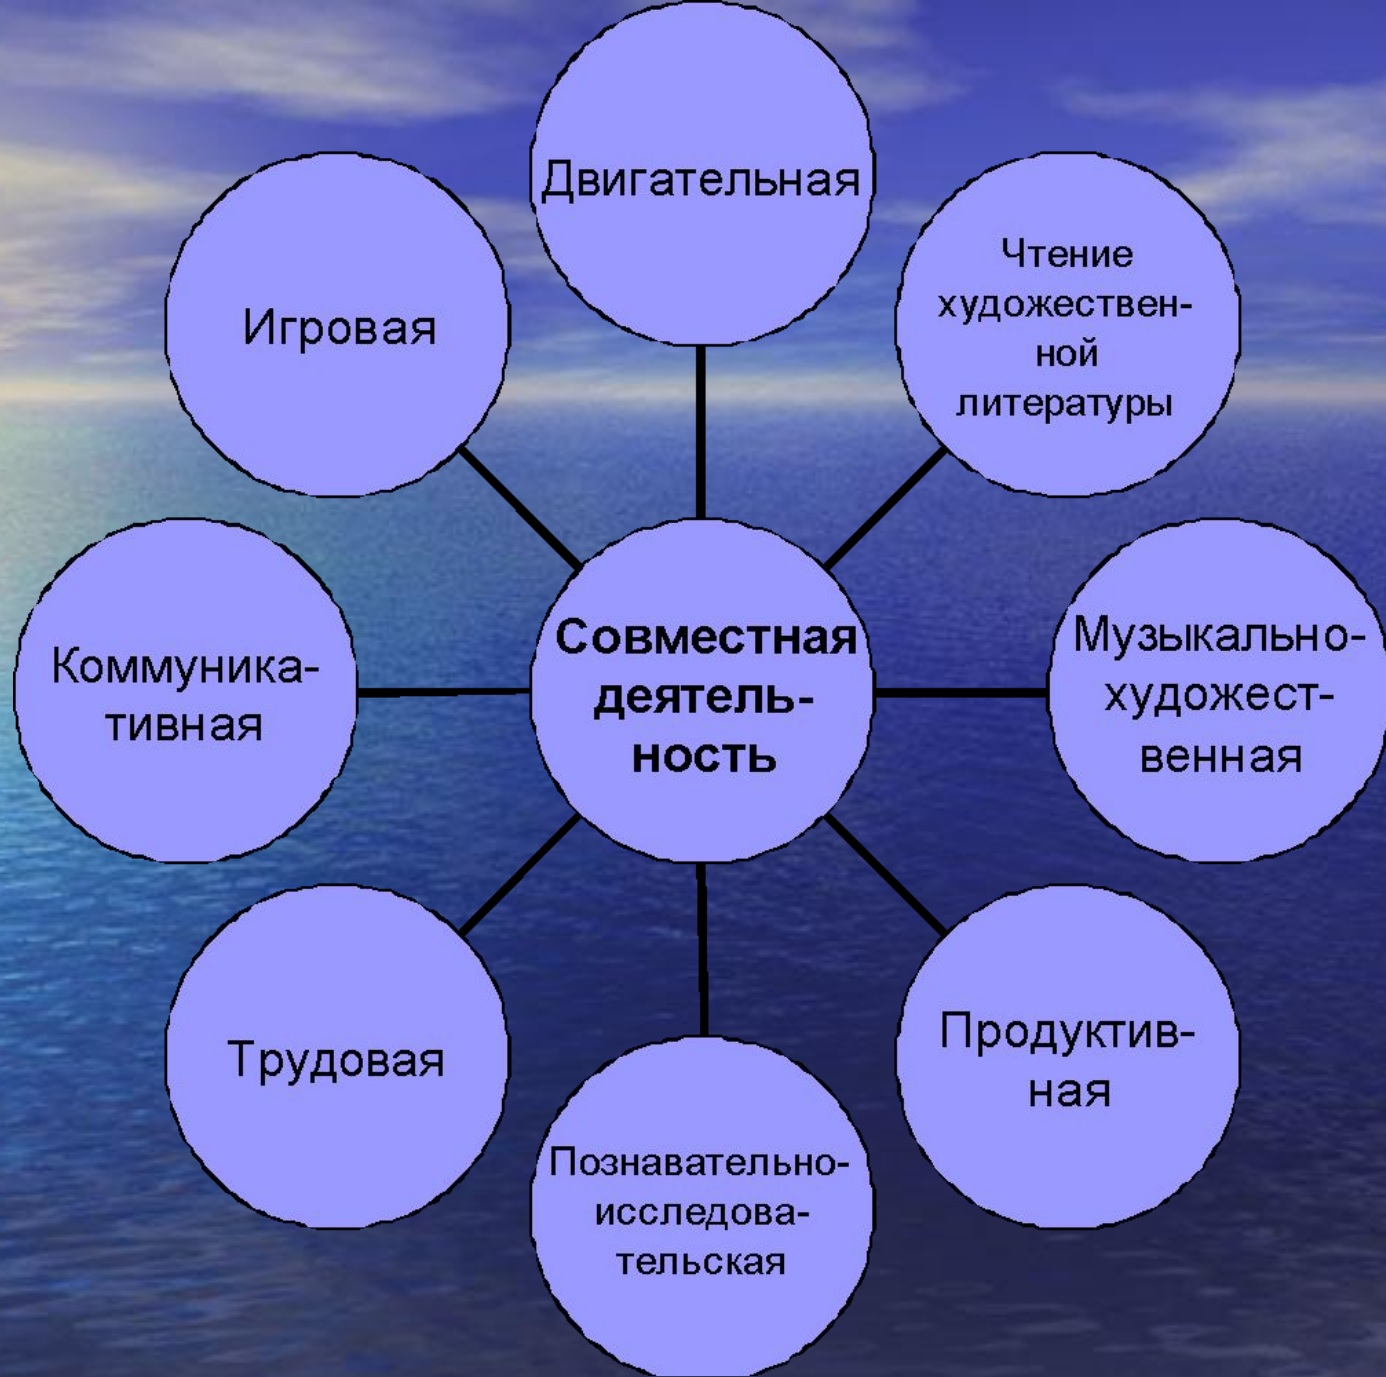 Двигательная
Чтение
художествен-
ной
литературы
Музыкально-
художест-
венная
Продуктив-
ная
Познавательно-
исследова-
тельская
Трудовая
Коммуника-
тивная
Игровая
Совместная
деятель-
ность